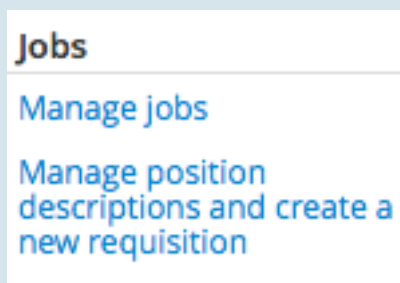 Jobs
Manage jobs
Manage position
descriptions and create a
new requisition